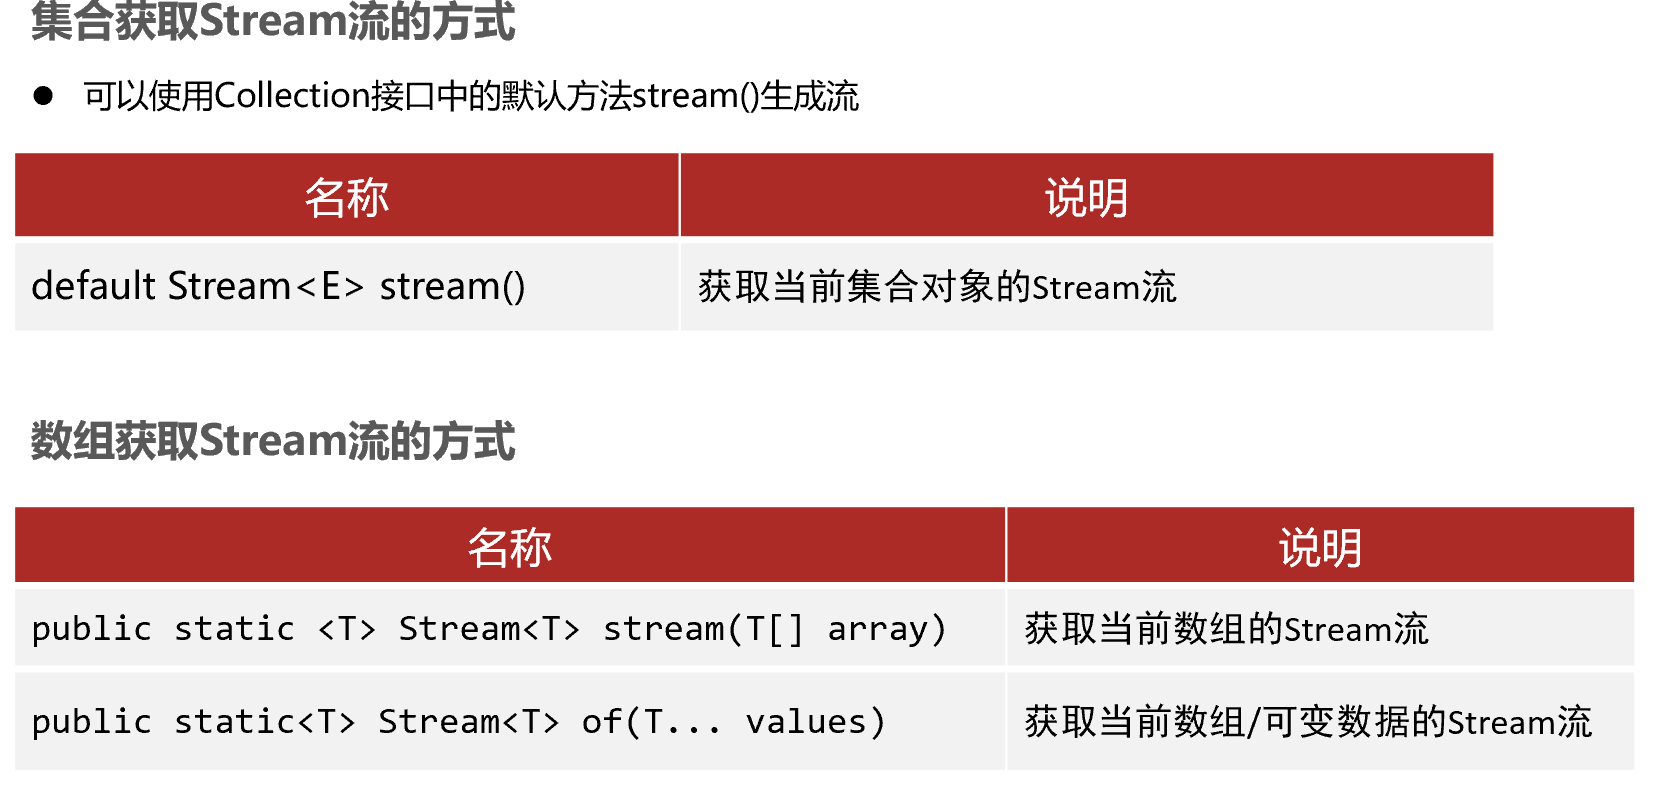 集合获取Stream流的方式
● 可以使用Collection接口中的默认方法stream()生成流
名称 说明
default Stream<E> stream() 获取当前集合对象的Stream流
数组获取Stream流的方式
名称 说明
public static <T> Stream<T> stream(T[] array) 获取当前数组的Stream流
public static<T> Stream<T> of(T... values) 获取当前数组/可变数据的Stream流